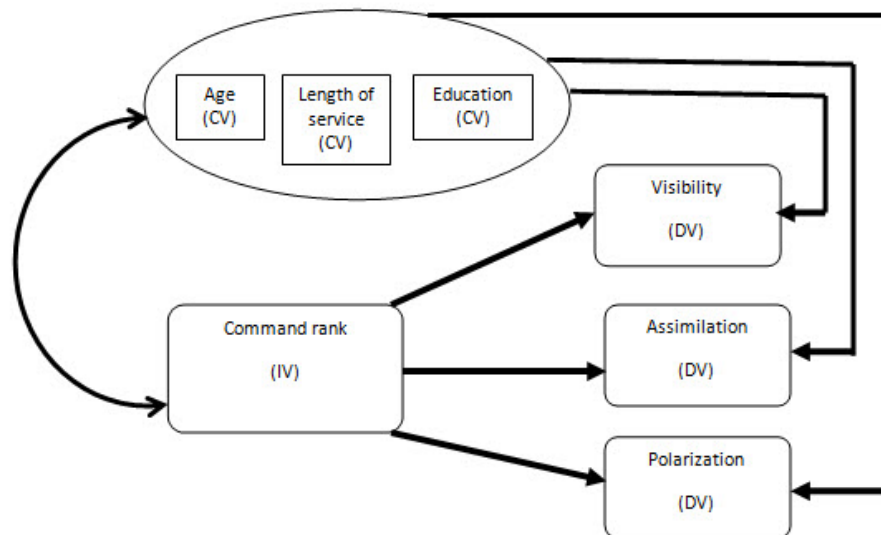 Age
(CV)
Length of
service
(CV)
Education
(CV)
Visibility
(DV)
Command rank
(IV)
Assimilation
(DV)
Polarization
(DV)